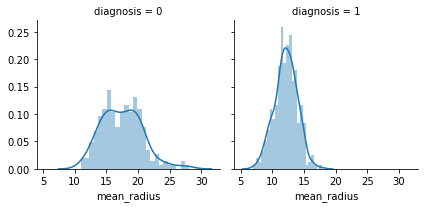 diagnosis = 0
diagnosis = 1
0.25
0.20
0.15
0.10
0.05
0.00
5 10 15 20 25 30
5 10 15 20 25 30
mean_radius
mean_radius